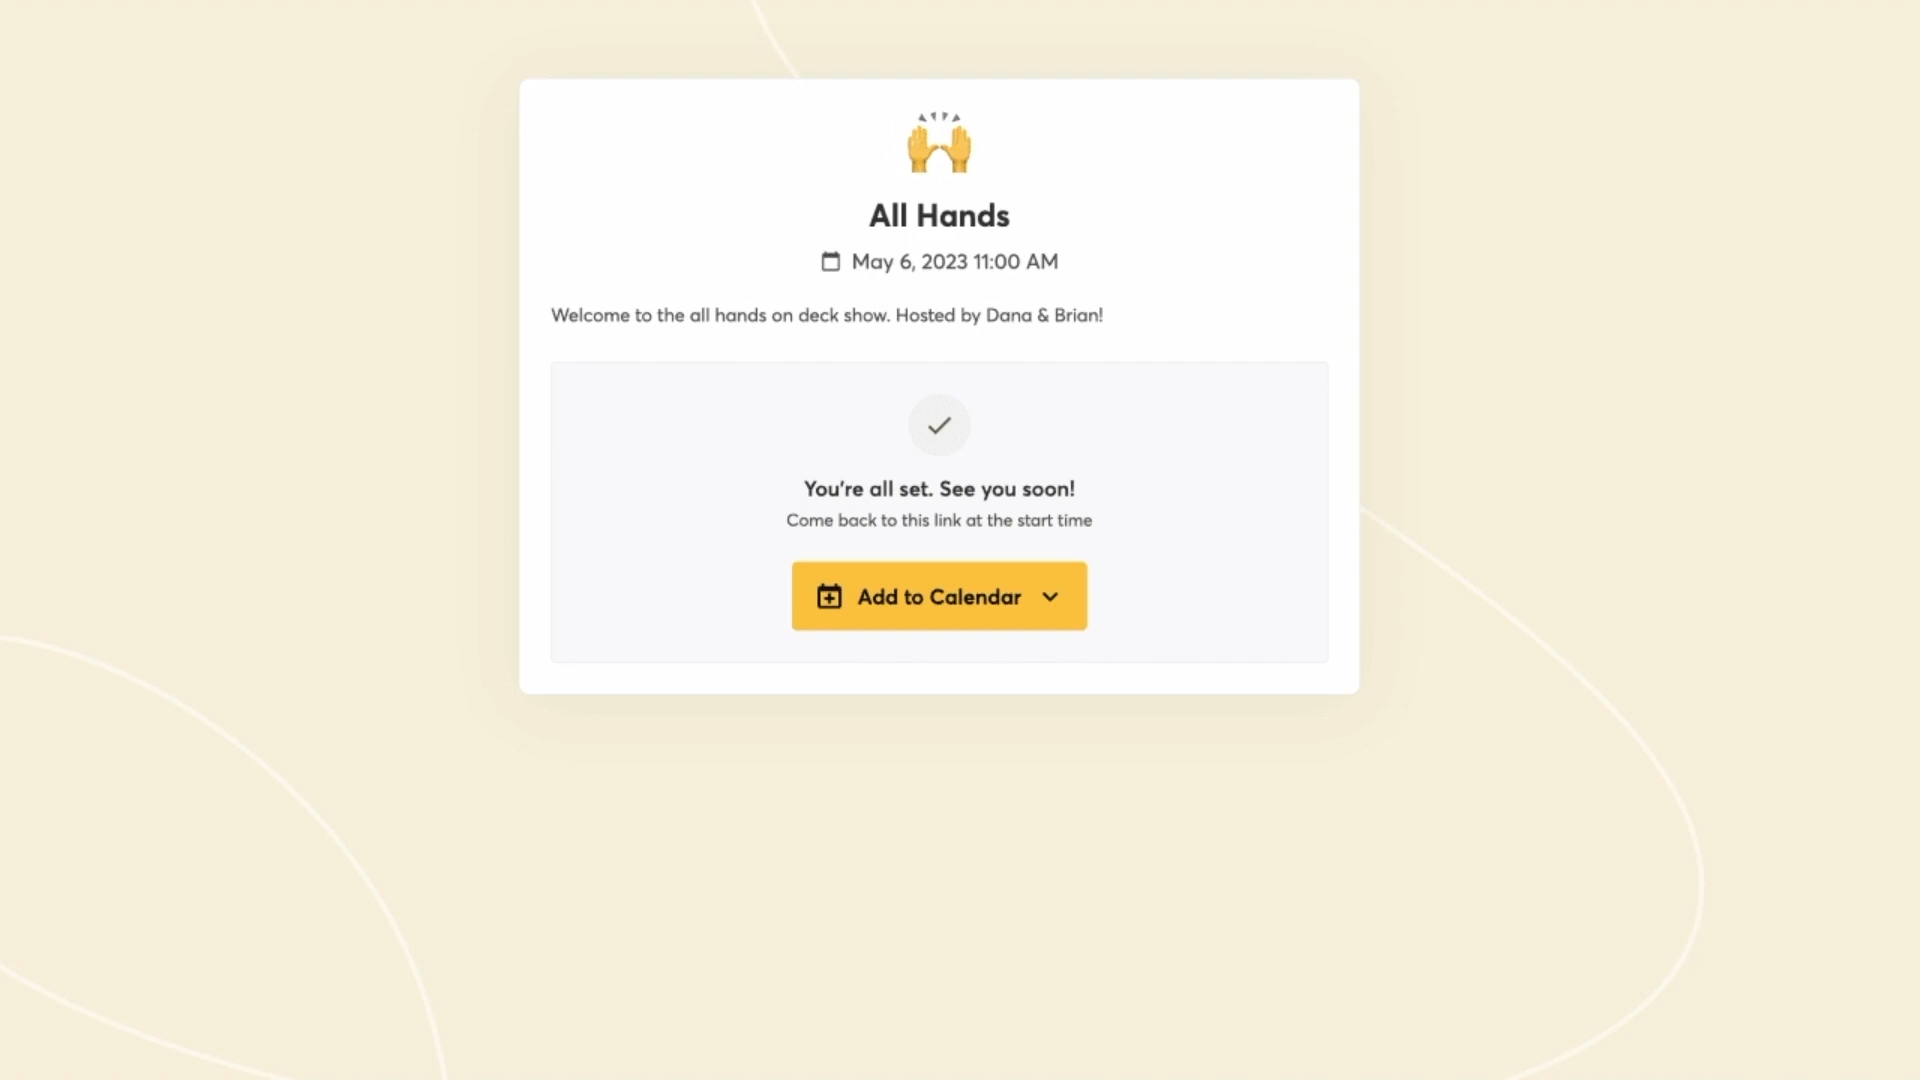 All Hands
May 6, 2023 11:00 AM
Welcome to the all hands on deck show. Hosted by Dana & Brian!
You're all set. See you soon!
Come back to this link at the start time
Add to Calendar